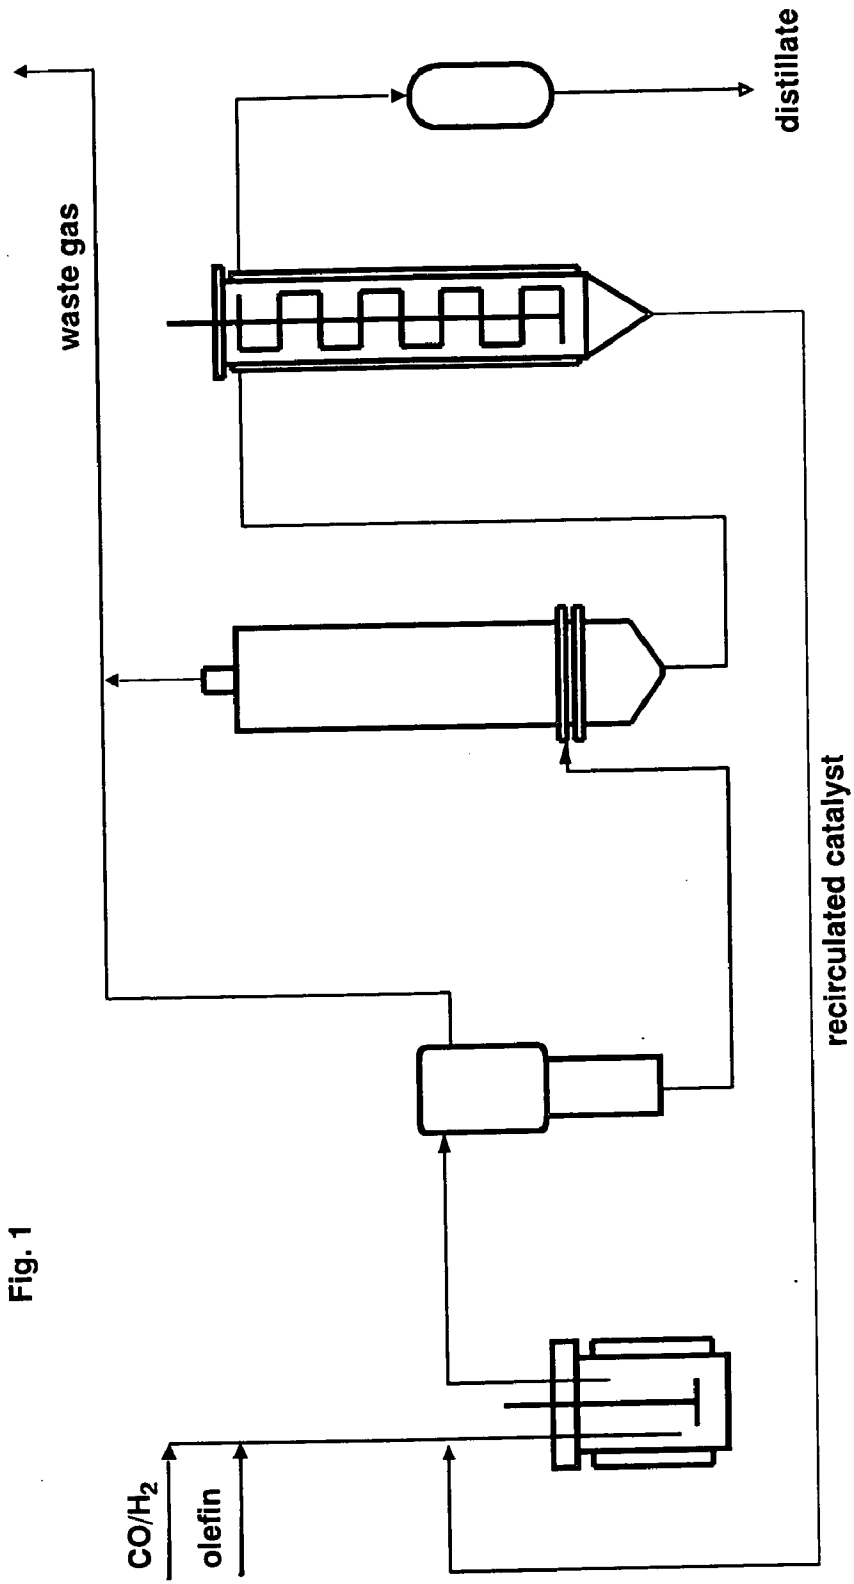 Fig. 1
CO/H₂
olefin
waste gas
distillate
recirculated catalyst